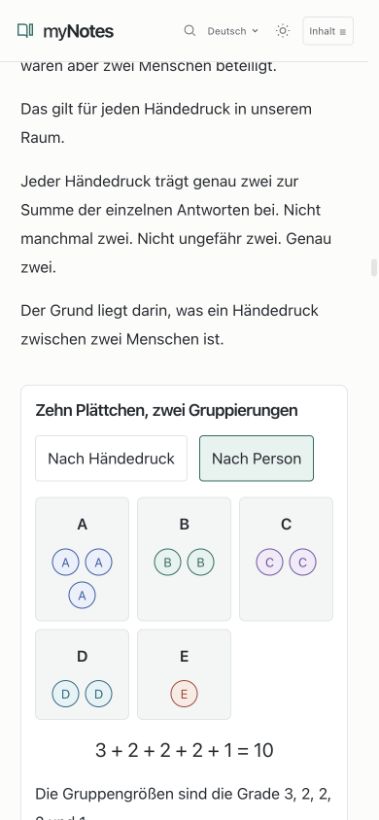 myNotes
Deutsch
Inhalt
waren aber zwei Menschen beteiligt.
Das gilt für jeden Händedruck in unserem
Raum.
Jeder Händedruck trägt genau zwei zur
Summe der einzelnen Antworten bei. Nicht
manchmal zwei. Nicht ungefähr zwei. Genau
zwei.
Der Grund liegt darin, was ein Händedruck
zwischen zwei Menschen ist.
Zehn Plättchen, zwei Gruppierungen
Nach Händedruck
Nach Person
A B C
A A B B C C
A
D E
D D E
3 + 2 + 2 + 2 + 1 = 10
Die Gruppengrößen sind die Grade 3, 2, 2,
2 und 1.